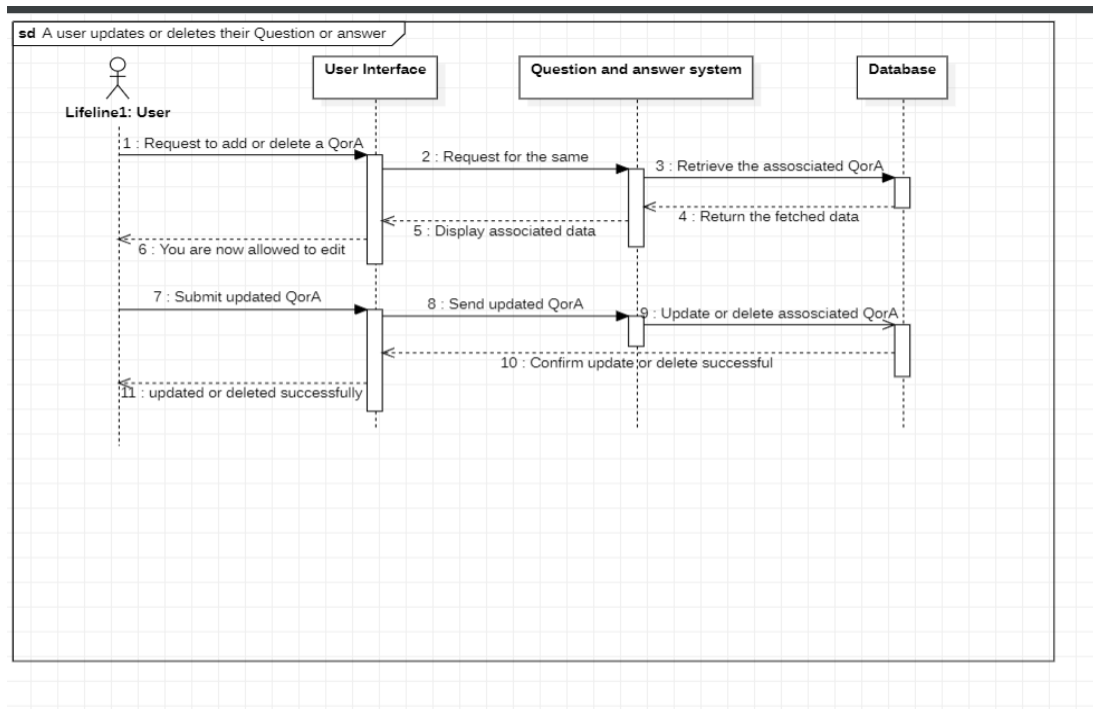 sd A user updates or deletes their Question or answer
Lifeline1: User
User Interface
Question and answer system
Database
1 : Request to add or delete a QorA
2 : Request for the same
3 : Retrieve the assosciated QorA
4 : Return the fetched data
5 : Display associated data
6 : You are now allowed to edit
7 : Submit updated QorA
8 : Send updated QorA
9 : Update or delete assosciated QorA
10 : Confirm update or delete successful
11 : updated or deleted successfully